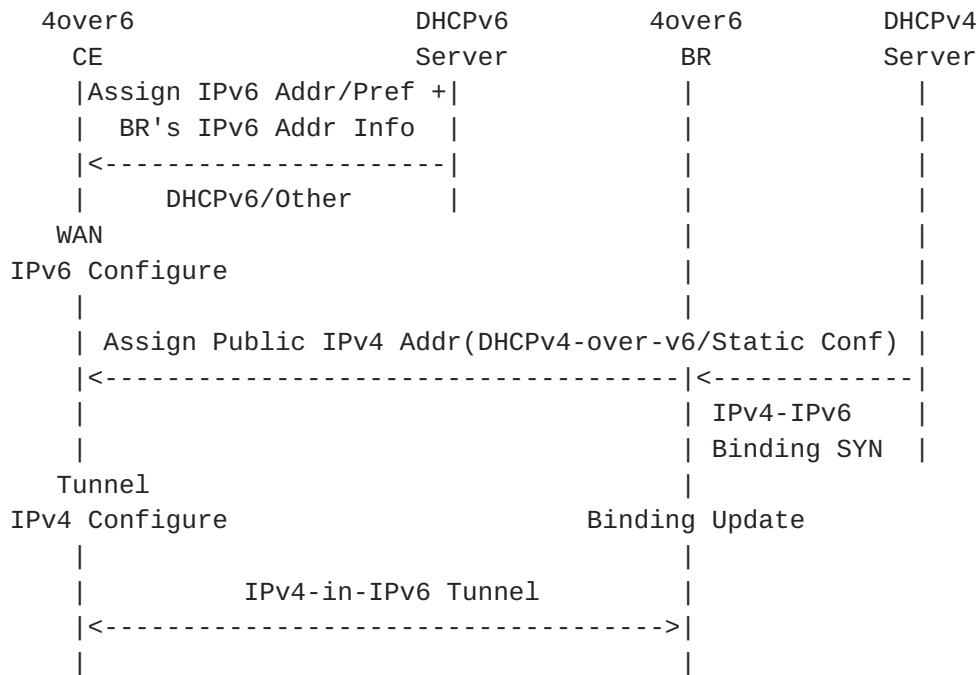 4over6 DHCPv6 4over6 DHCPv4
CE Server BR Server
|Assign IPv6 Addr/Pref +| | |
| BR's IPv6 Addr Info | | |
|<----------------------| | |
| DHCPv6/Other | | |
WAN | |
IPv6 Configure | |
| | |
| Assign Public IPv4 Addr(DHCPv4-over-v6/Static Conf) |
|<-------------------------------------|<-------------|
| | IPv4-IPv6 |
| | Binding SYN |
Tunnel |
IPv4 Configure Binding Update
| |
| IPv4-in-IPv6 Tunnel |
|<------------------------------------>|
| |